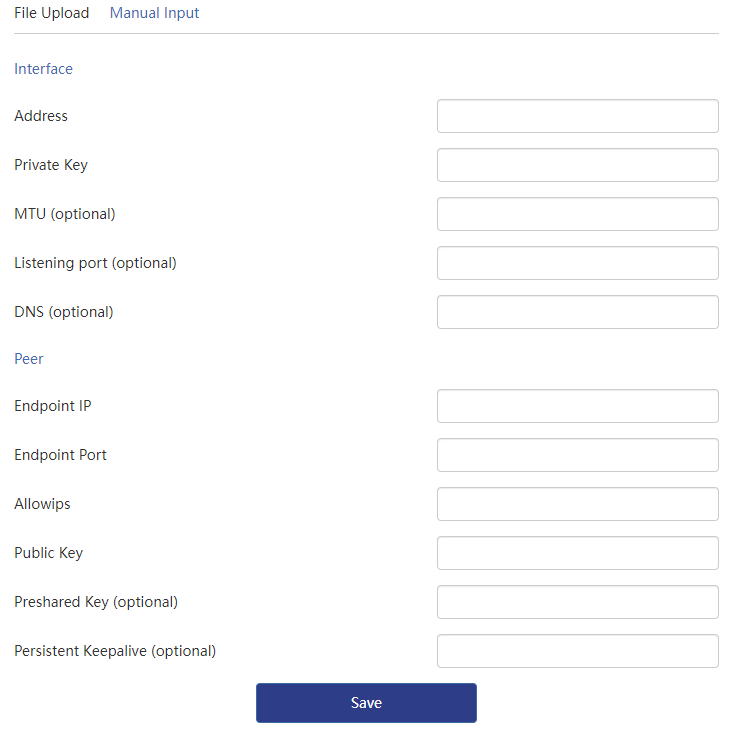 File Upload Manual Input
Interface
Address
Private Key
MTU (optional)
Listening port (optional)
DNS (optional)
Peer
Endpoint IP
Endpoint Port
Allowips
Public Key
Preshared Key (optional)
Persistent Keepalive (optional)
Save